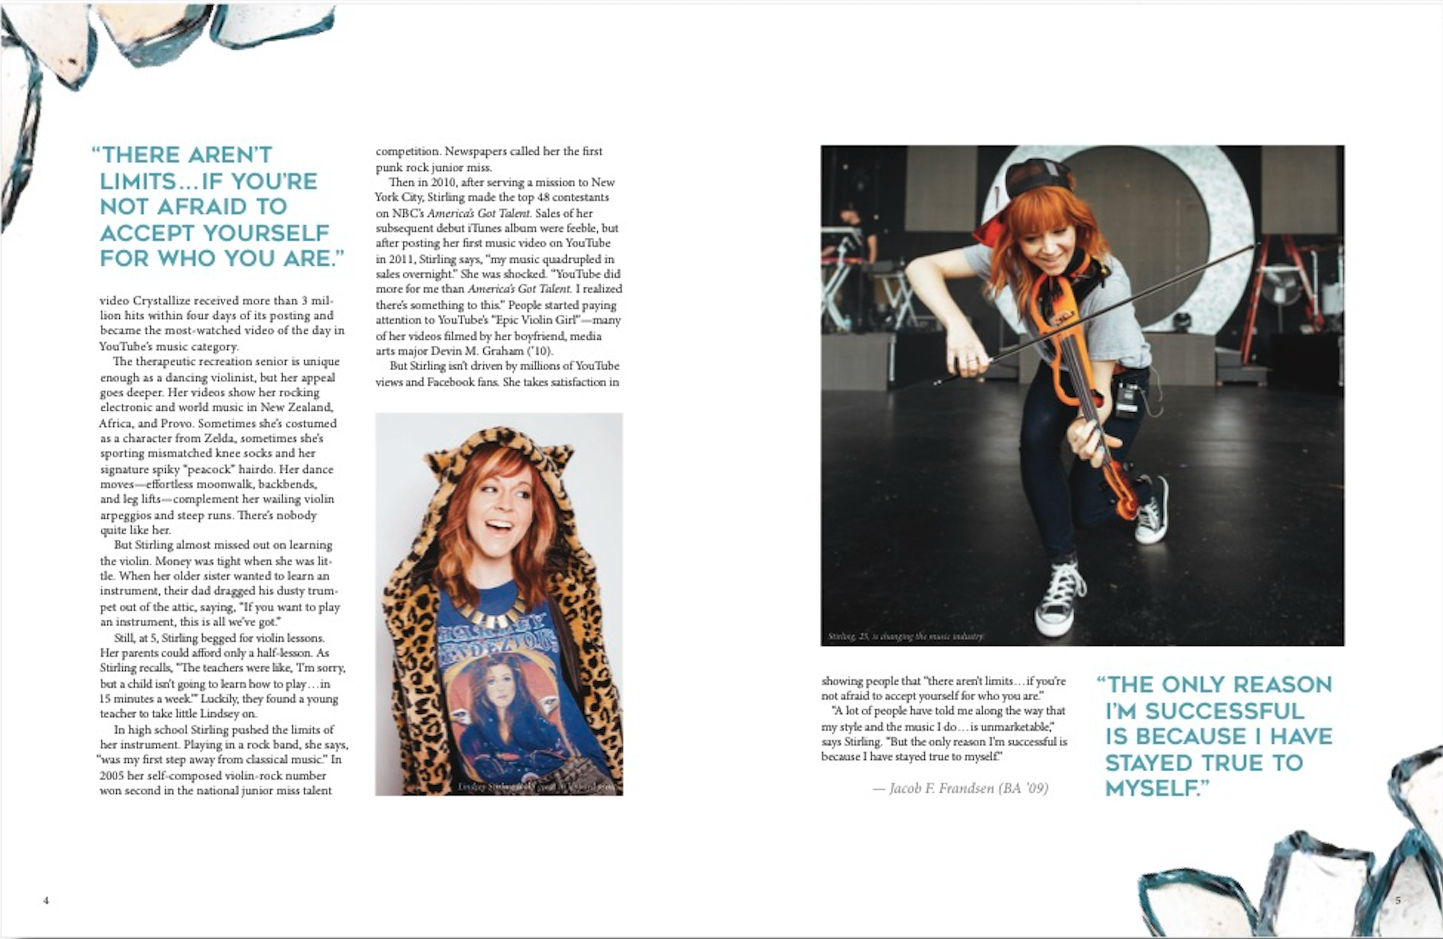 “THERE AREN’T
LIMITS…IF YOU’RE
NOT AFRAID TO
ACCEPT YOURSELF
FOR WHO YOU ARE.”
video Crystallize received more than 3 mil-
lion hits within four days of its posting and
became the most-watched video of the day in
YouTube’s music category.
The therapeutic recreation senior is unique
enough as a dancing violinist, but her appeal
goes deeper. Her videos show her rocking
electronic and world music in New Zealand,
Africa, and Provo. Sometimes she’s costumed
as a character from Zelda, sometimes she’s
sporting mismatched knee socks and her
signature spiky “peacock” hairdo. Her dance
moves—effortless moonwalk, backbends,
and leg lifts—complement her wailing violin
arpeggios and steep runs. There’s nobody
quite like her.
But Stirling almost missed out on learning
the violin. Money was tight when she was lit-
tle. When her older sister wanted to learn an
instrument, their dad dragged his dusty trum-
pet out of the attic, saying, “If you want to play
an instrument, this is all we’ve got.”
Still, at 5, Stirling begged for violin lessons.
Her parents could afford only a half-lesson. As
Stirling recalls, “The teachers were like, ‘I’m sorry,
but a child isn’t going to learn how to play…in
15 minutes a week.’” Luckily, they found a young
teacher to take little Lindsey on.
In high school Stirling pushed the limits of
her instrument. Playing in a rock band, she says,
“was my first step away from classical music.” In
2005 her self-composed violin-rock number
won second in the national junior miss talent
competition. Newspapers called her the first
punk rock junior miss.
Then in 2010, after serving a mission to New
York City, Stirling made the top 48 contestants
on NBC’s America’s Got Talent. Sales of her
subsequent debut iTunes album were feeble, but
after posting her first music video on YouTube
in 2011, Stirling says, “my music quadrupled in
sales overnight.” She was shocked. “YouTube did
more for me than America’s Got Talent. I realized
there’s something to this.” People started paying
attention to YouTube’s “Epic Violin Girl”—many
of her videos filmed by her boyfriend, media
arts major Devin M. Graham (’10).
But Stirling isn’t driven by millions of YouTube
views and Facebook fans. She takes satisfaction in
Lindsey Stirling
4
Stirling, 25, is changing the music industry
showing people that “there aren’t limits…if you’re
not afraid to accept yourself for who you are.”
“A lot of people have told me along the way that
my style and the music I do…is unmarketable,”
says Stirling. “But the only reason I’m successful is
because I have stayed true to myself.”
— Jacob F. Frandsen (BA ’09)
“THE ONLY REASON
I’M SUCCESSFUL
IS BECAUSE I HAVE
STAYED TRUE TO
MYSELF.”
5